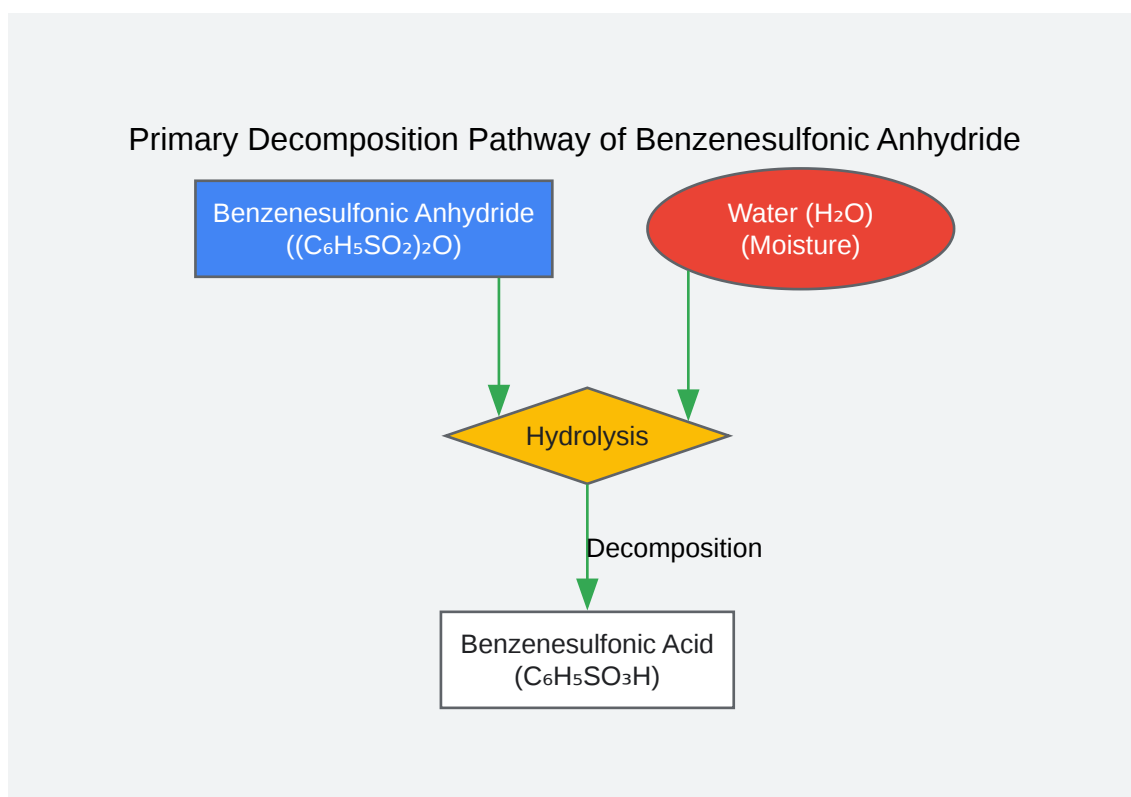 Primary Decomposition Pathway of Benzenesulfonic Anhydride
Benzenesulfonic Anhydride
((C₆H₅SO₂)₂O)
Water (H₂O)
(Moisture)
Hydrolysis
Decomposition
Benzenesulfonic Acid
(C₆H₅SO₃H)